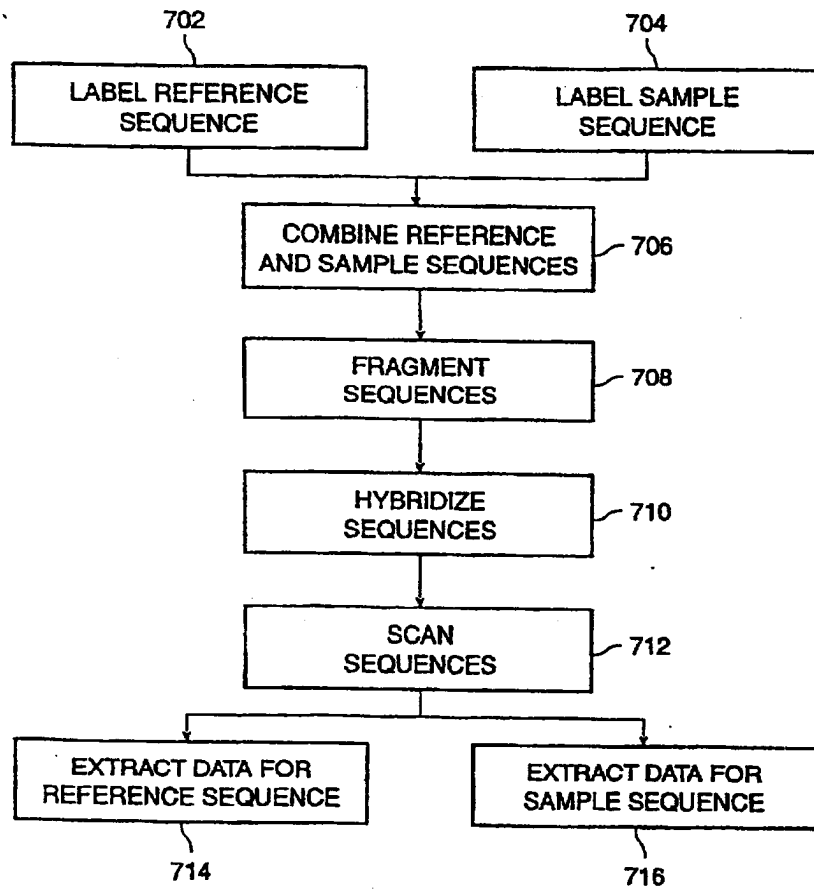 702
704
LABEL REFERENCE
SEQUENCE
LABEL SAMPLE
SEQUENCE
COMBINE REFERENCE
AND SAMPLE SEQUENCES
706
FRAGMENT
SEQUENCES
708
HYBRIDIZE
SEQUENCES
710
SCAN
SEQUENCES
712
EXTRACT DATA FOR
REFERENCE SEQUENCE
EXTRACT DATA FOR
SAMPLE SEQUENCE
714
716